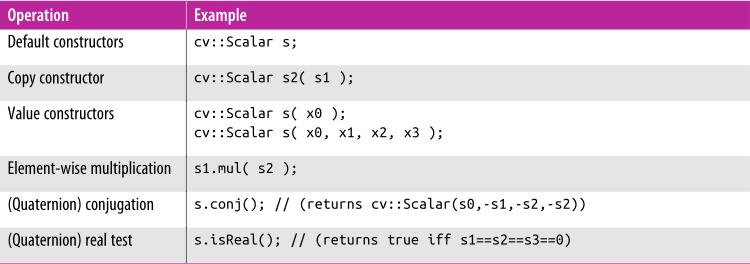 Operation Example
Default constructors cv::Scalar s;
Copy constructor cv::Scalar s2( s1 );
Value constructors cv::Scalar s( x0 );
cv::Scalar s( x0, x1, x2, x3 );
Element-wise multiplication s1.mul( s2 );
(Quaternion) conjugation s.conj(); // (returns cv::Scalar(s0,-s1,-s2,-s2))
(Quaternion) real test s.isReal(); // (returns true iff s1==s2==s3==0)